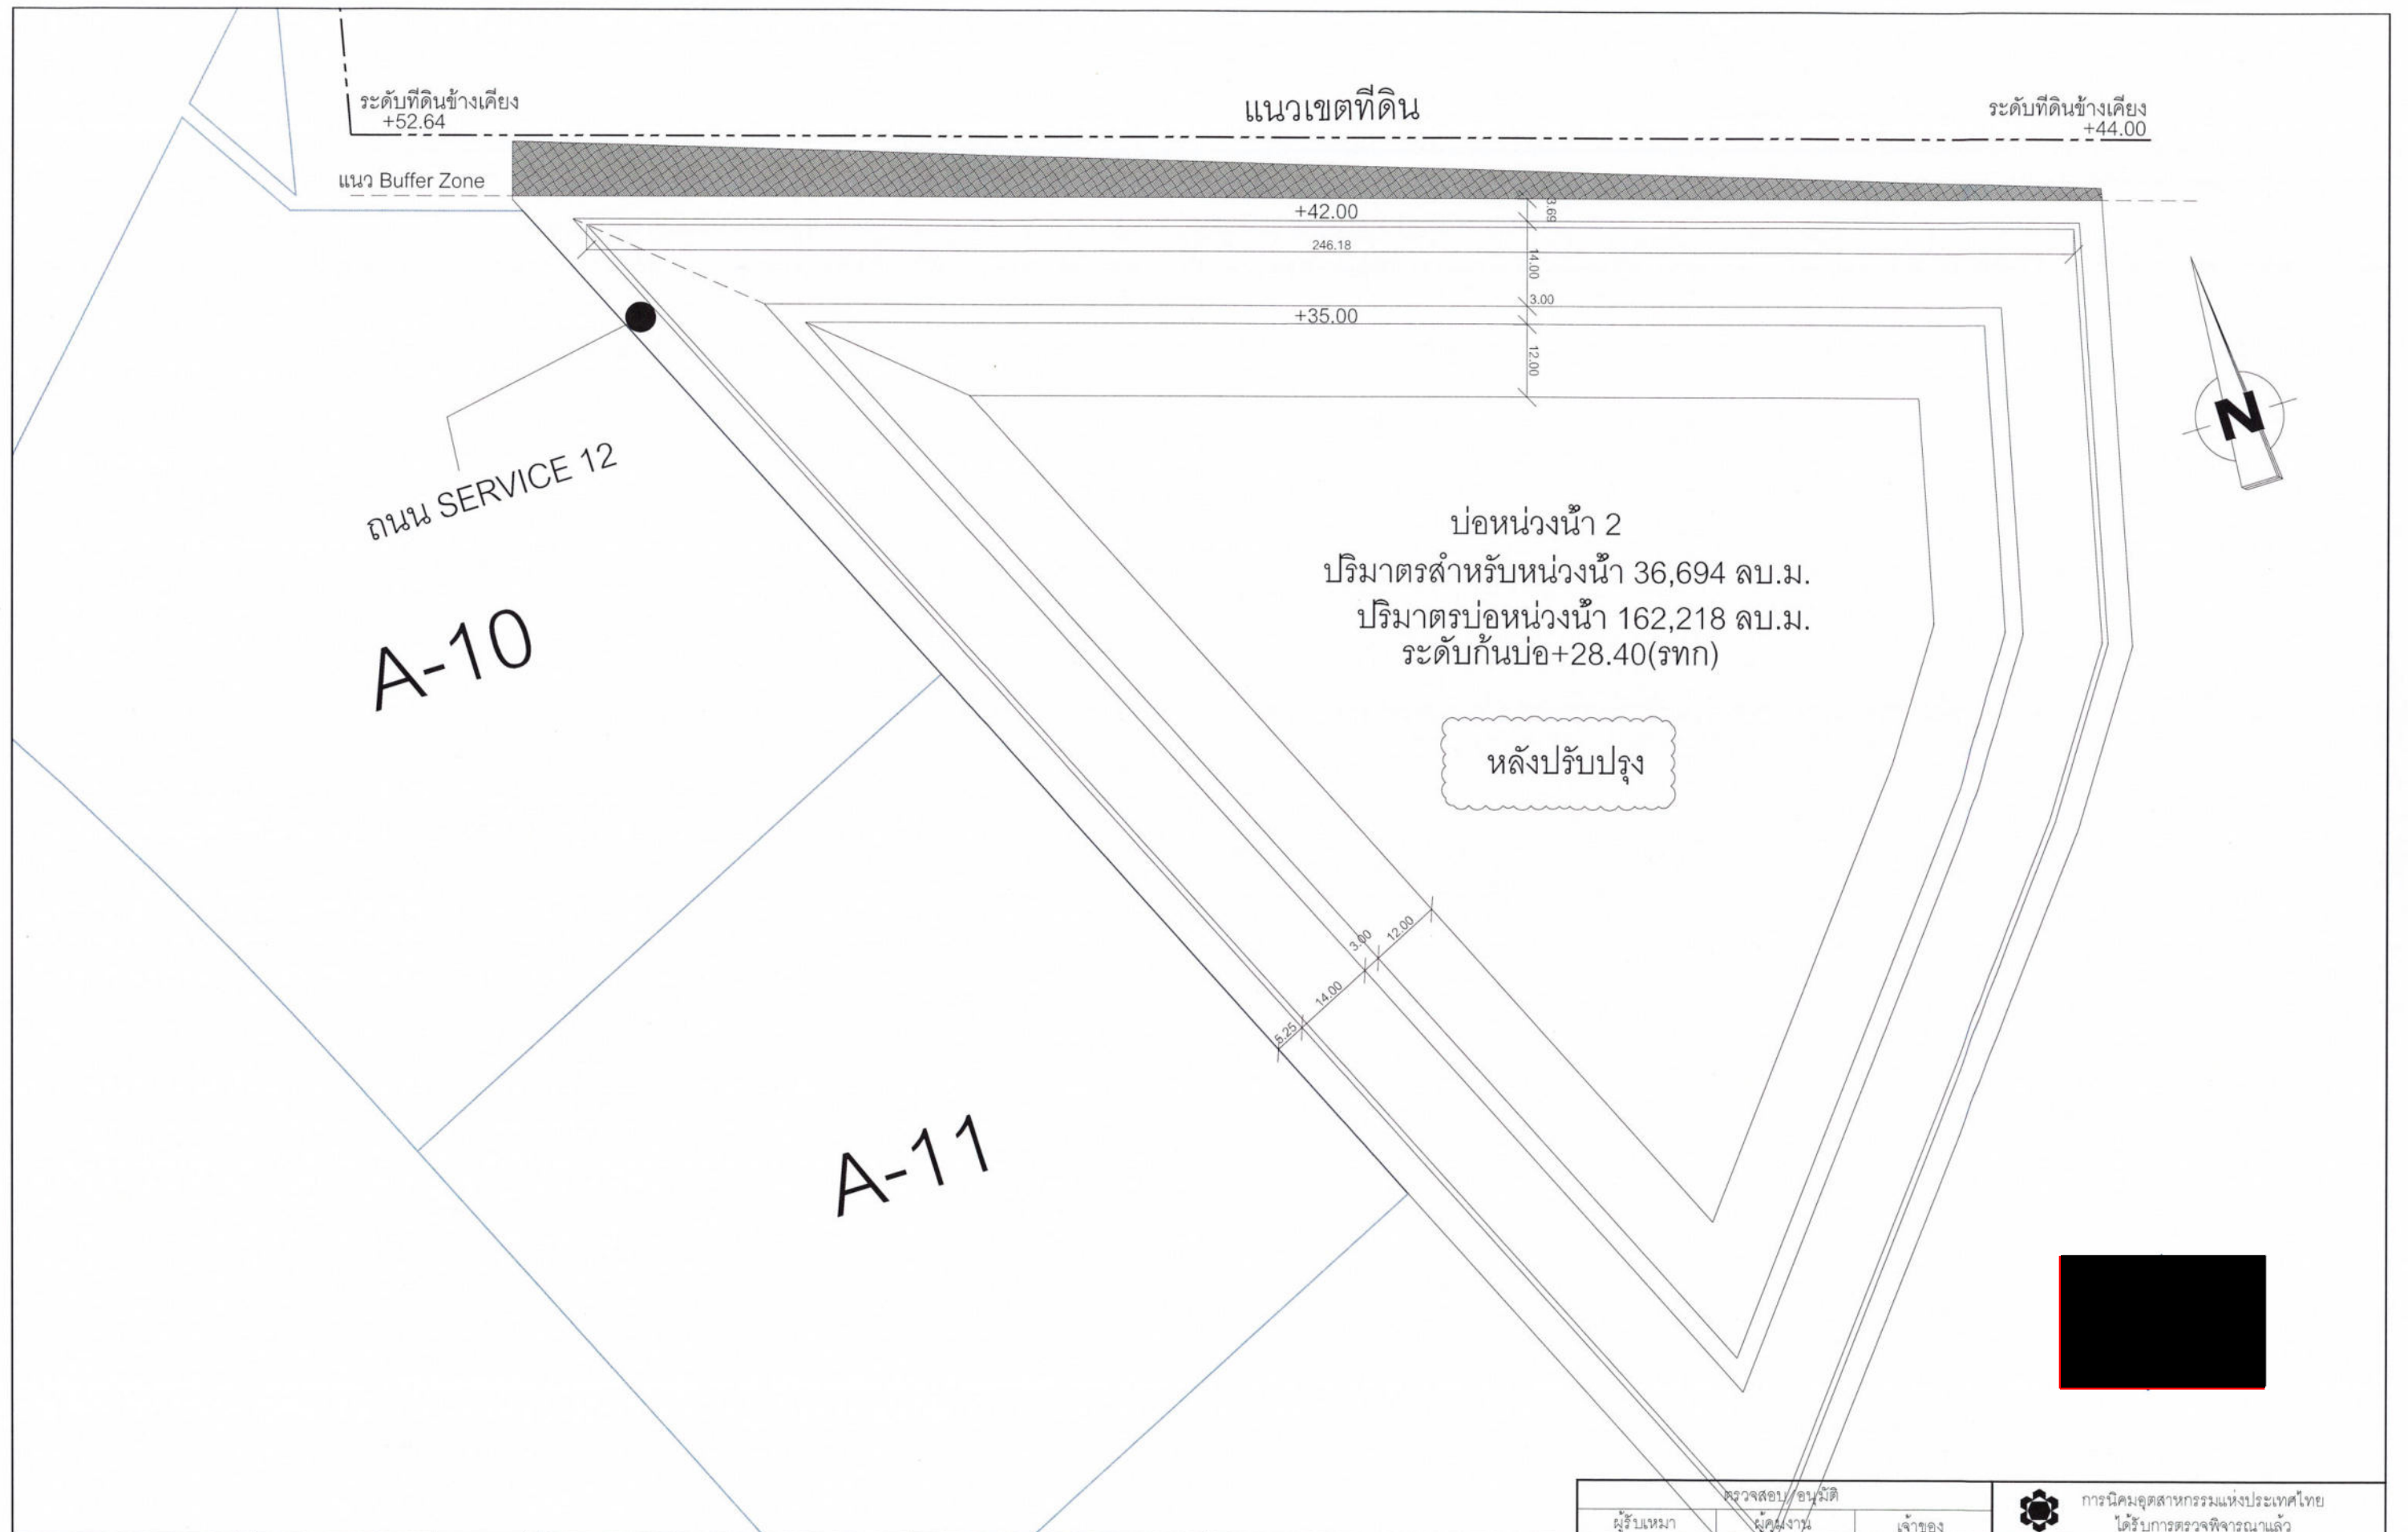 ระดับที่ดินข้างเคียง
+52.64
แนวเขตที่ดิน
ระดับที่ดินข้างเคียง
+44.00
แนว Buffer Zone
3.69
+42.00
246.18
14.00
3.00
+35.00
12.00
N
ถนน SERVICE 12
บ่อหน่วงน้ำ 2
ปริมาตรสำหรับหน่วงน้ำ 36,694 ลบ.ม.
ปริมาตรบ่อหน่วงน้ำ 162,218 ลบ.ม.
ระดับก้นบ่อ+28.40(รทก)
A-10
หลังปรับปรุง
12.00
3.00
14.00
5.25
A-11
ตรวจสอบ/อนุมัติ
ผู้รับเหมา
ผู้คุมงาน
เจ้าของ
การนิคมอุตสาหกรรมแห่งประเทศไทย
ได้รับการตรวจพิจารณาแล้ว